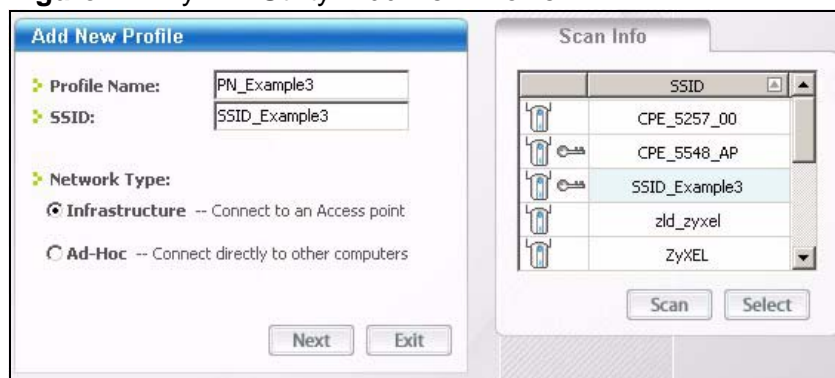 Add New Profile
Profile Name: PN_Example3
SSID: SSID_Example3
Network Type:
Infrastructure -- Connect to an Access point
Ad-Hoc -- Connect directly to other computers
Next Exit
Scan Info
SSID
CPE_5257_00
CPE_5548_AP
SSID_Example3
zld_zyxel
ZyXEL
Scan Select